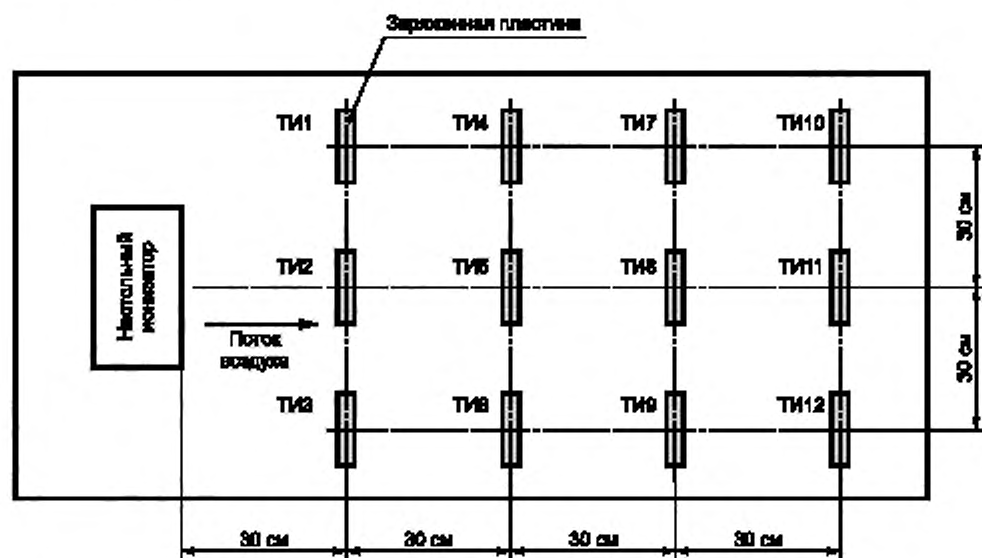 Заряженная пластина
ТИ1
ТИ4
ТИ7
ТИ10
Настольный
ионизатор
ТИ2
ТИ5
ТИ8
ТИ11
Поток
воздуха
ТИ3
ТИ6
ТИ9
ТИ12
30 см
30 см
30 см
30 см
30 см
30 см